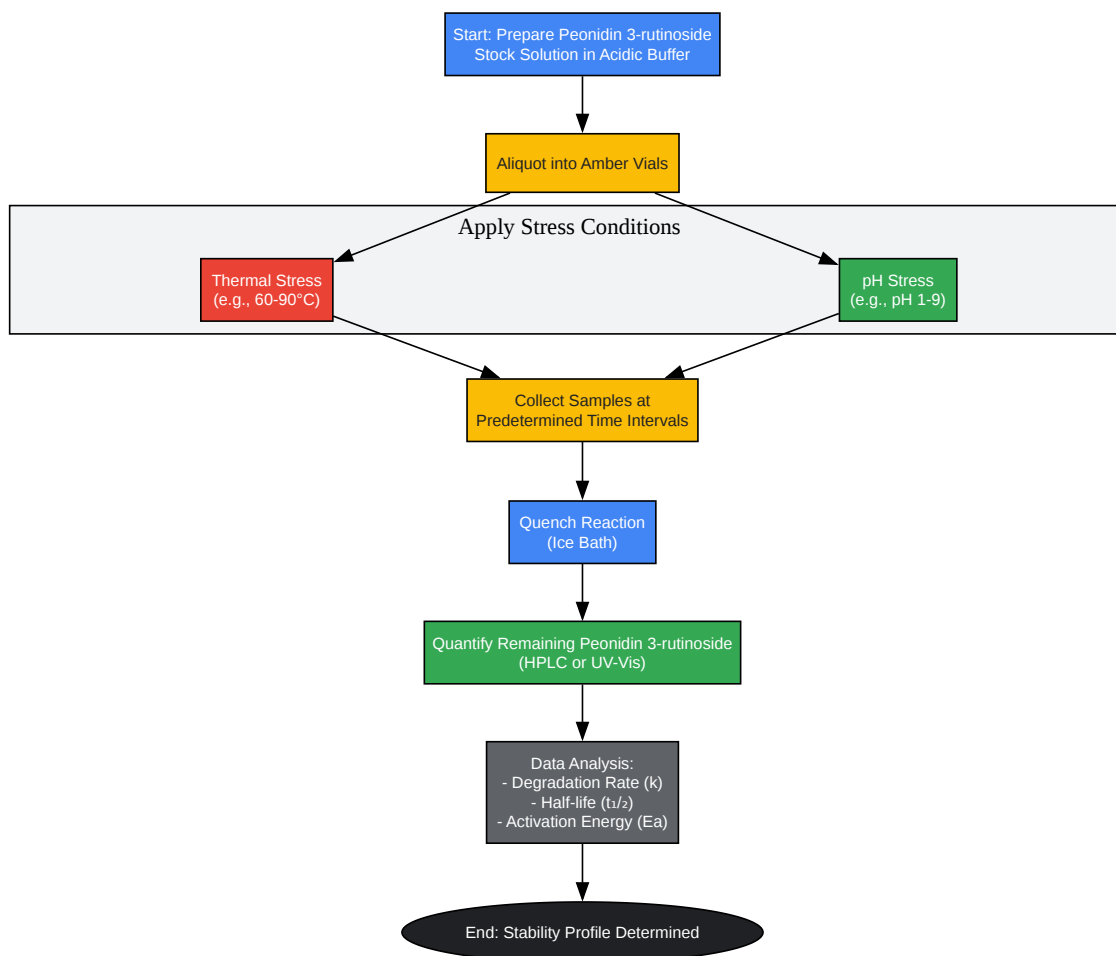 Start: Prepare Peonidin 3-rutinoside
Stock Solution in Acidic Buffer
Aliquot into Amber Vials
Apply Stress Conditions
Thermal Stress
(e.g., 60-90°C)
pH Stress
(e.g., pH 1-9)
Collect Samples at
Predetermined Time Intervals
Quench Reaction
(Ice Bath)
Quantify Remaining Peonidin 3-rutinoside
(HPLC or UV-Vis)
Data Analysis:
- Degradation Rate (k)
- Half-life (t₁/₂)
- Activation Energy (Ea)
End: Stability Profile Determined